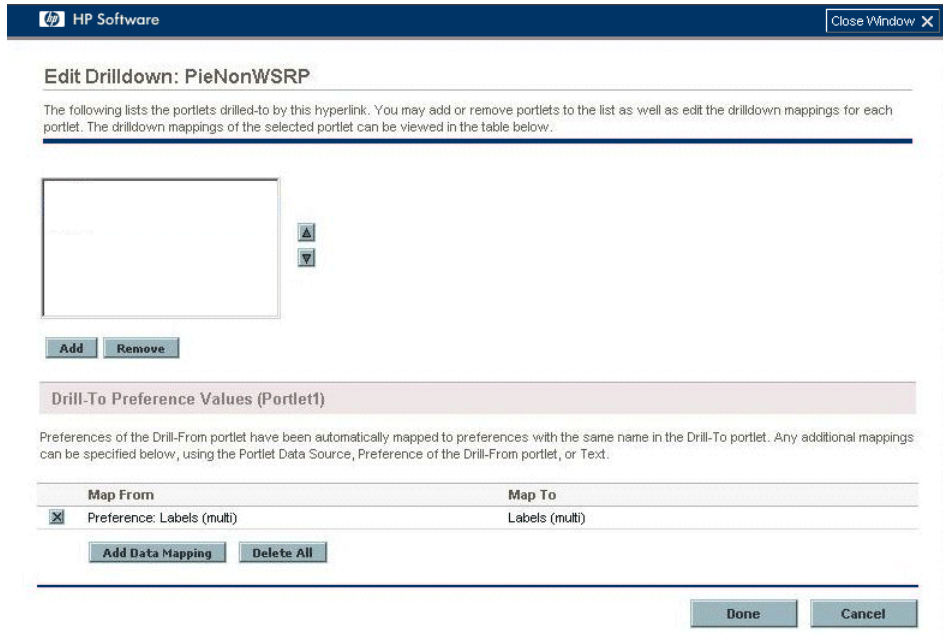 hp HP Software
Close Window X
Edit Drilldown: PieNonWSRP
The following lists the portlets drilled-to by this hyperlink. You may add or remove portlets to the list as well as edit the drilldown mappings for each
portlet. The drilldown mappings of the selected portlet can be viewed in the table below.
Add Remove
Drill-To Preference Values (Portlet1)
Preferences of the Drill-From portlet have been automatically mapped to preferences with the same name in the Drill-To portlet. Any additional mappings
can be specified below, using the Portlet Data Source, Preference of the Drill-From portlet, or Text.
Map From Map To
X Preference: Labels (multi) Labels (multi)
Add Data Mapping Delete All
Done Cancel